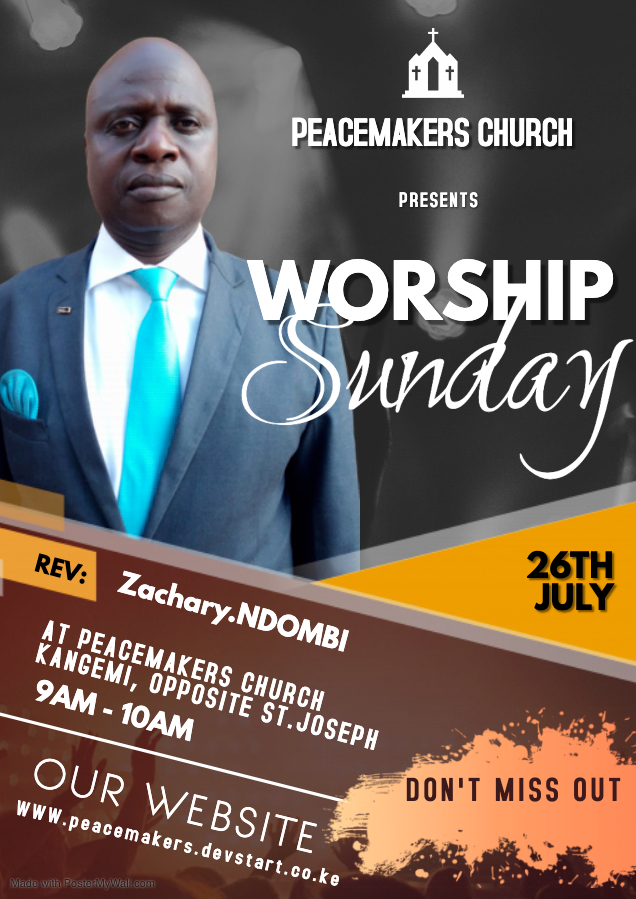 PEACEMAKERS CHURCH
PRESENTS
WORSHIP
Sunday
26TH
JULY
REV:
Zachary.NDOMBI
AT PEACEMAKERS CHURCH
KANGEMI, OPPOSITE ST.JOSEPH
9AM - 10AM
OUR WEBSITE
www.peacemakers.devstart.co.ke
DON'T MISS OUT
Made with PosterMyWall.com